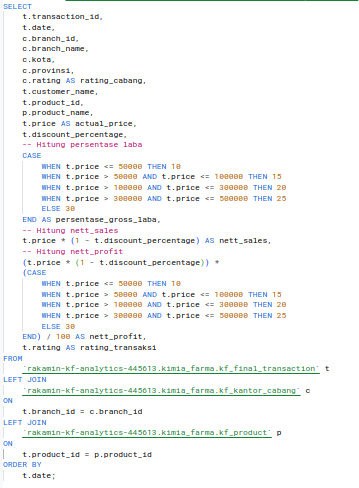 SELECT
t.transaction_id,
t.date,
c.branch_id,
c.branch_name,
c.kota,
c.provinsi,
c.rating AS rating_cabang,
t.customer_name,
t.product_id,
p.product_name,
t.price AS actual_price,
t.discount_percentage,
-- Hitung persentase laba
CASE
WHEN t.price <= 50000 THEN 10
WHEN t.price > 50000 AND t.price <= 100000 THEN 15
WHEN t.price > 100000 AND t.price <= 300000 THEN 20
WHEN t.price > 300000 AND t.price <= 500000 THEN 25
ELSE 30
END AS persentase_gross_laba,
-- Hitung nett_sales
t.price * (1 - t.discount_percentage) AS nett_sales,
-- Hitung nett_profit
(t.price * (1 - t.discount_percentage)) *
(CASE
WHEN t.price <= 50000 THEN 10
WHEN t.price > 50000 AND t.price <= 100000 THEN 15
WHEN t.price > 100000 AND t.price <= 300000 THEN 20
WHEN t.price > 300000 AND t.price <= 500000 THEN 25
ELSE 30
END) / 100 AS nett_profit,
t.rating AS rating_transaksi
FROM
`rakamin-kf-analytics-445613.kimia_farma.kf_final_transaction` t
LEFT JOIN
`rakamin-kf-analytics-445613.kimia_farma.kf_kantor_cabang` c
ON
t.branch_id = c.branch_id
LEFT JOIN
`rakamin-kf-analytics-445613.kimia_farma.kf_product` p
ON
t.product_id = p.product_id
ORDER BY
t.date;